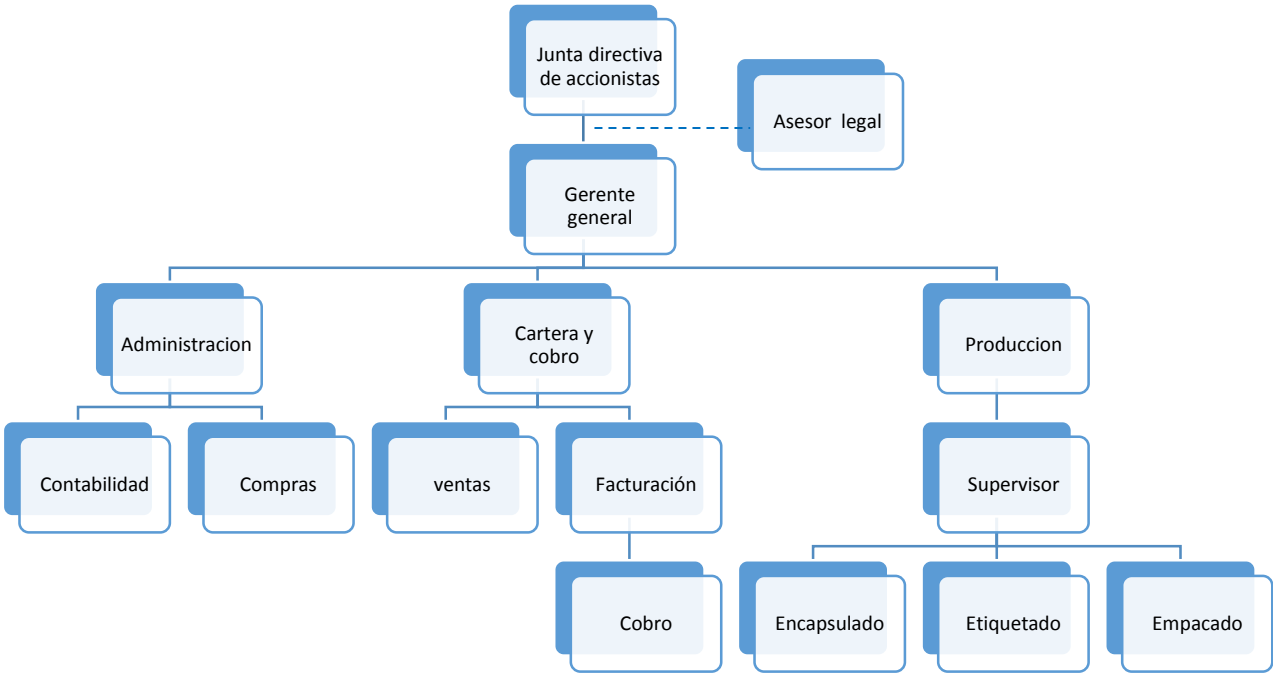 Junta directiva
de accionistas
Asesor legal
Gerente
general
Administracion
Cartera y
cobro
Produccion
Contabilidad
Compras
ventas
Facturación
Supervisor
Cobro
Encapsulado
Etiquetado
Empacado